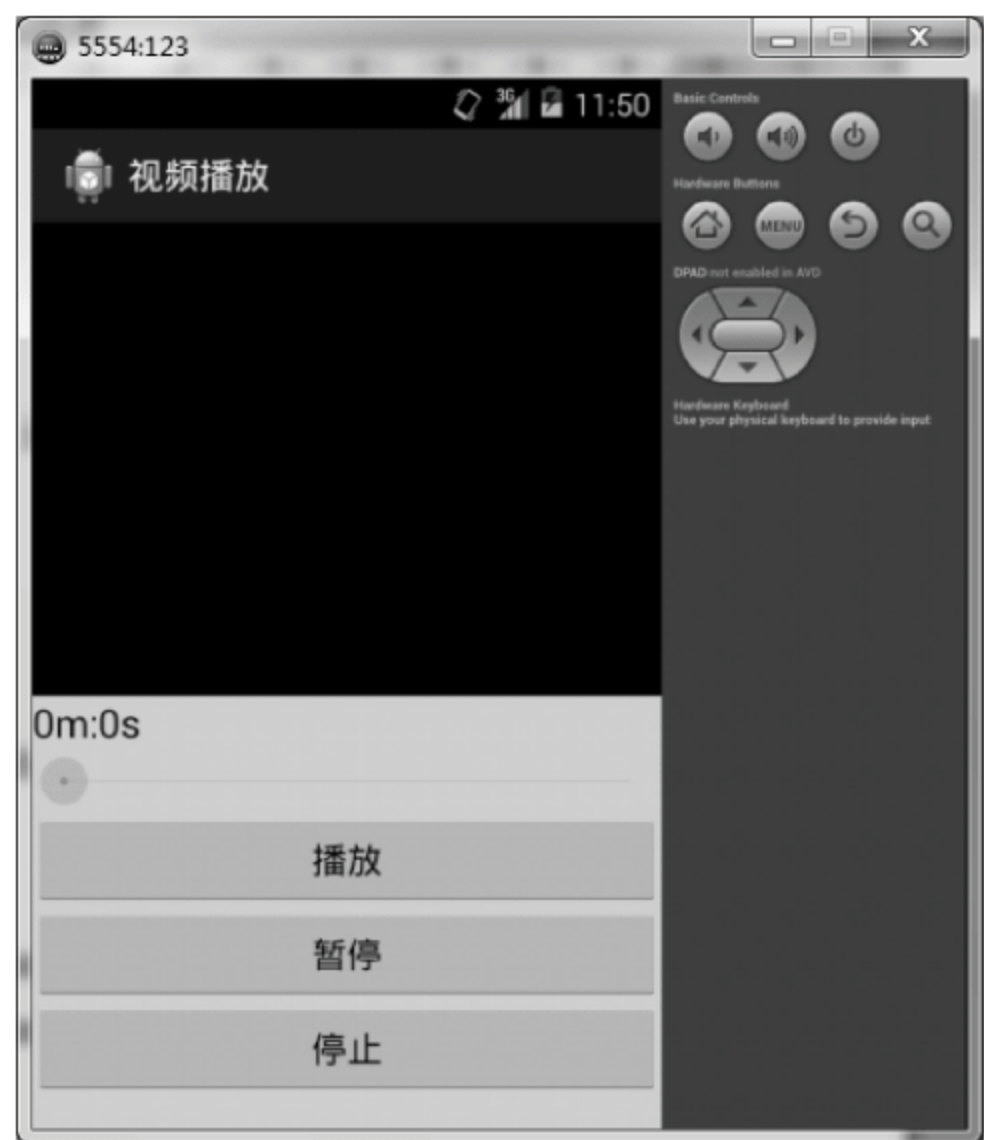 5554:123
3G 11:50
视频播放
0m:0s
播放
暂停
停止
Basic Controls
Hardware Buttons
MENU
DPAD not enabled in AVD
Hardware Keyboard
Use your physical keyboard to provide input